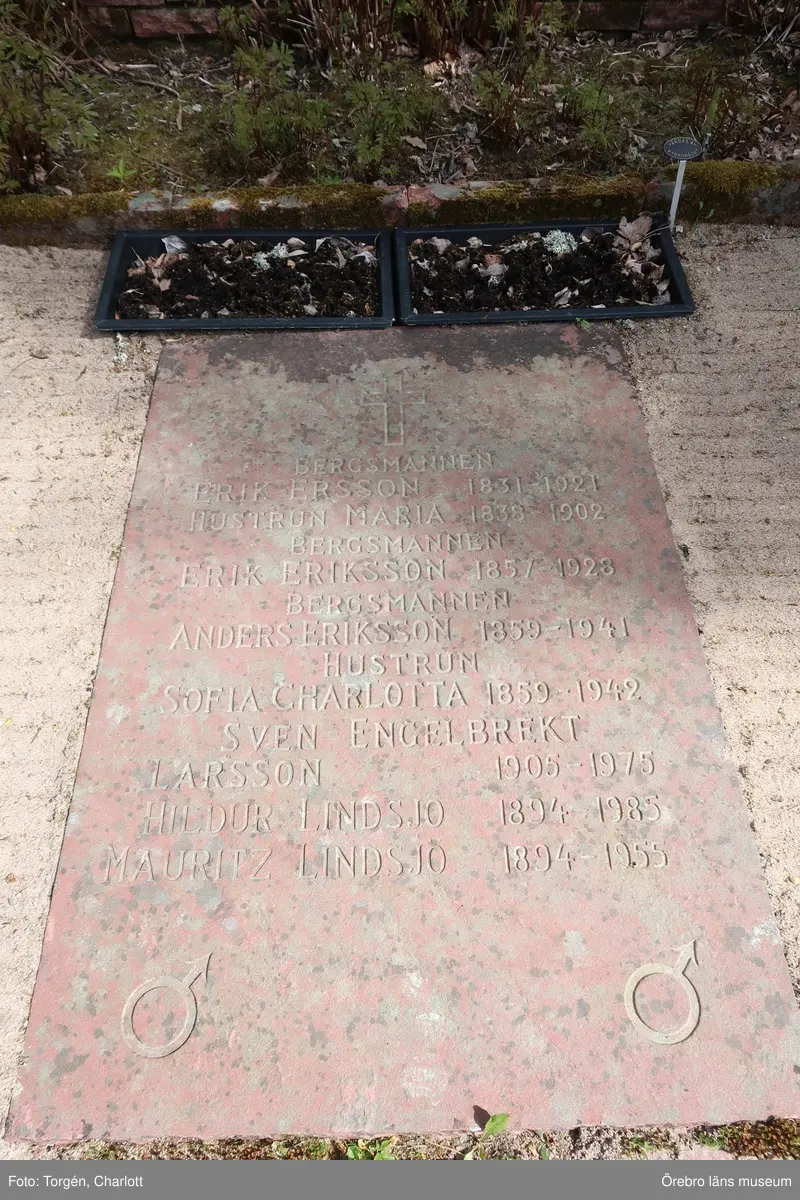 BERGSMANNEN
ERIK ERSSON 1831-1921
HUSTRUN MARIA 1838 1902
BERGSMANNEN
ERIK ERIKSSON 1857-1928
BERGSMANNEN
ANDERS ERIKSSON 1859-1941
HUSTRUN
SOFIA CHARLOTTA 1859-1942
SVEN ENGELBREKT
LARSSON 1905-1975
HILDUR LINDSJÖ 1894-1985
MAURITZ LINDSJÖ 1894-1955
Foto: Torgén, Charlott
Örebro läns museum